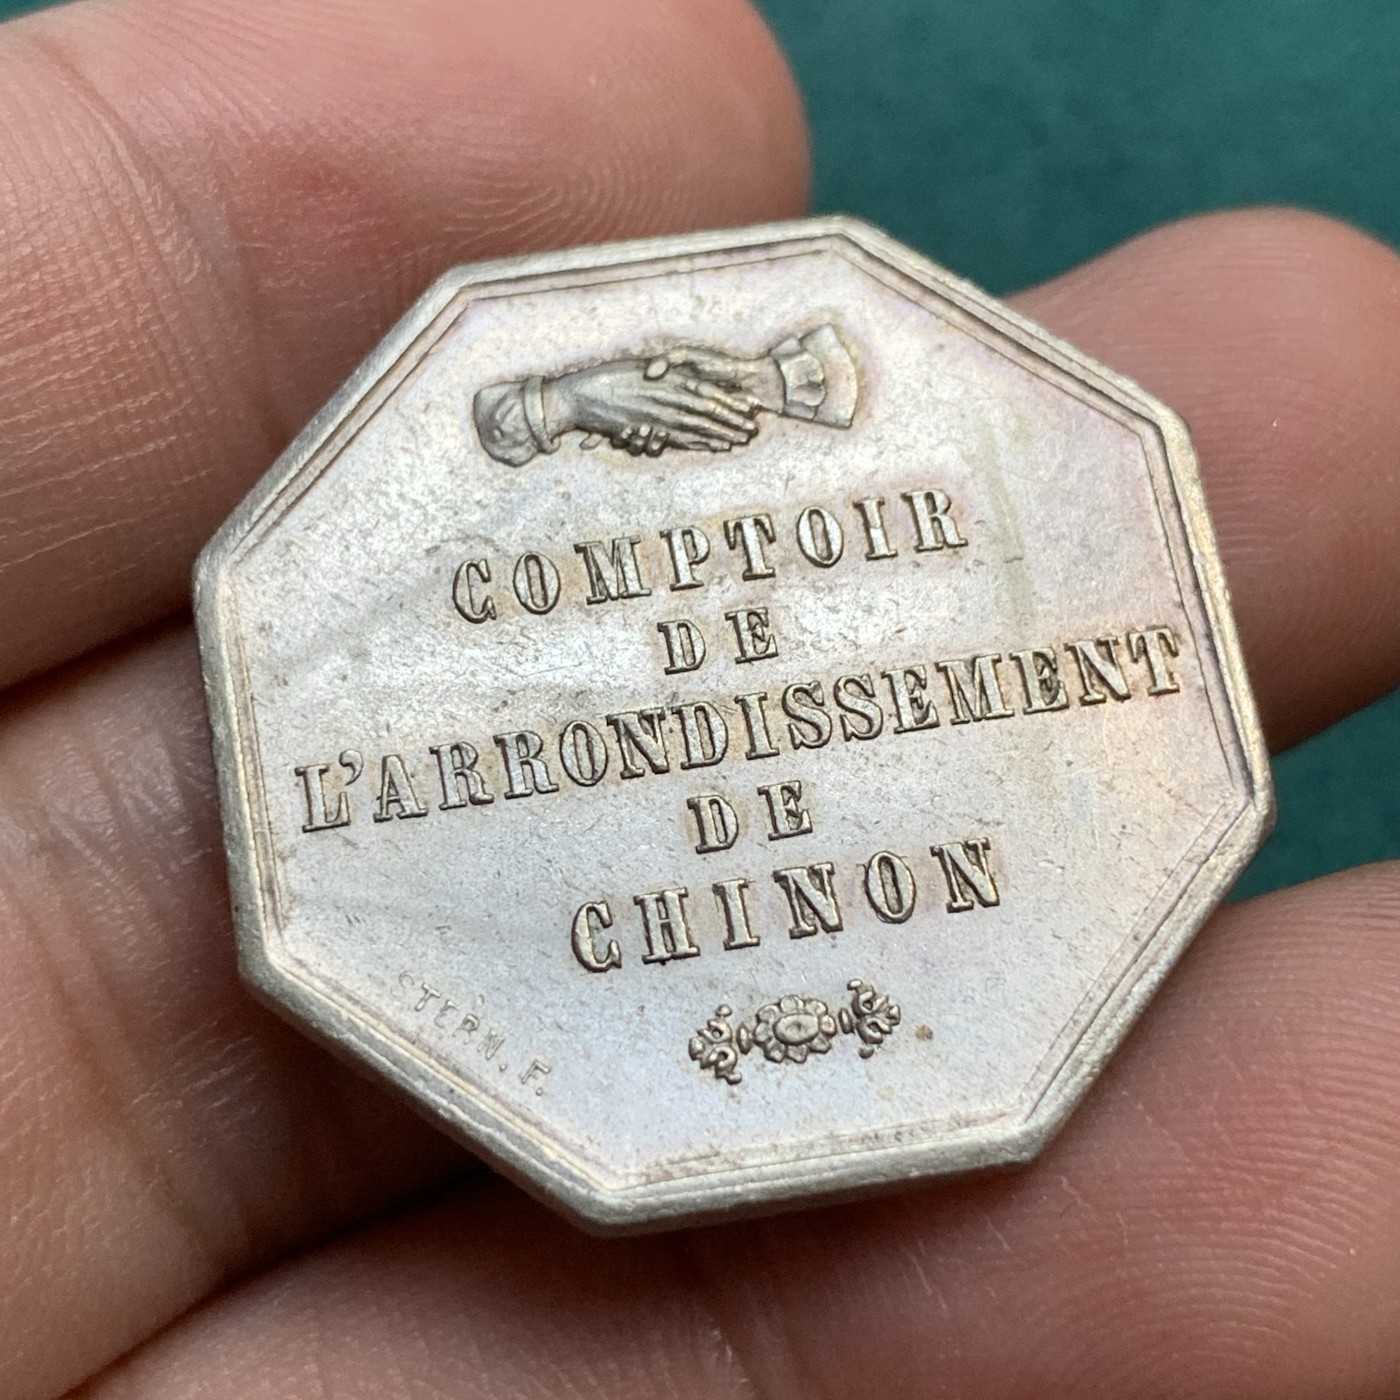 COMPTOIR
DE
L'ARRONDISSEMENT
DE
CHINON
STERN. F.